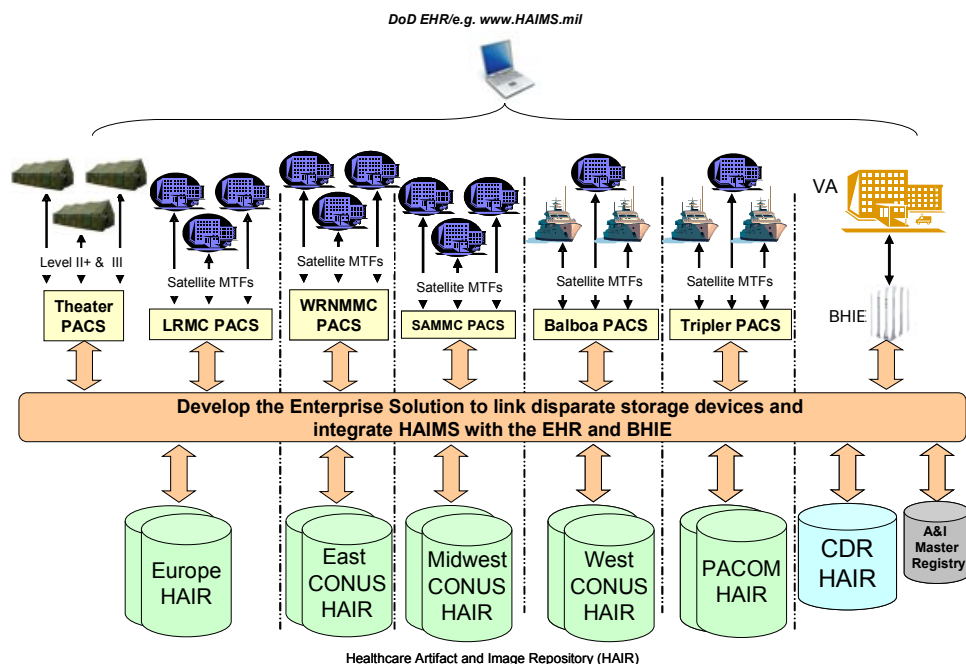 DoD EHR/e.g. www.HAIMS.mil
VA
Level II+ & III
Satellite MTFs
Satellite MTFs
Satellite MTFs
Satellite MTFs
Satellite MTFs
BHIE
Theater
PACS
LRMC PACS
WRNMMC
PACS
SAMMC PACS
Balboa PACS
Tripler PACS
Develop the Enterprise Solution to link disparate storage devices and
integrate HAIMS with the EHR and BHIE
Europe
HAIR
East
CONUS
HAIR
Midwest
CONUS
HAIR
West
CONUS
HAIR
PACOM
HAIR
CDR
HAIR
A&I
Master
Registry
Healthcare Artifact and Image Repository (HAIR)